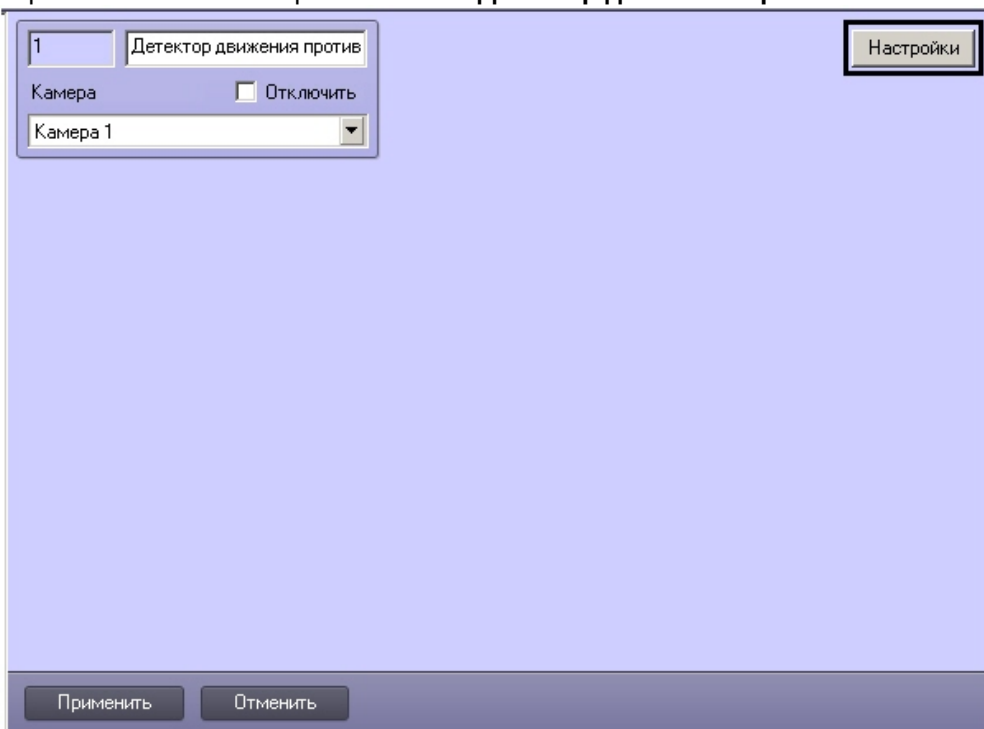 1
Детектор движения против
Настройки
Камера
Отключить
Камера 1
Применить
Отменить